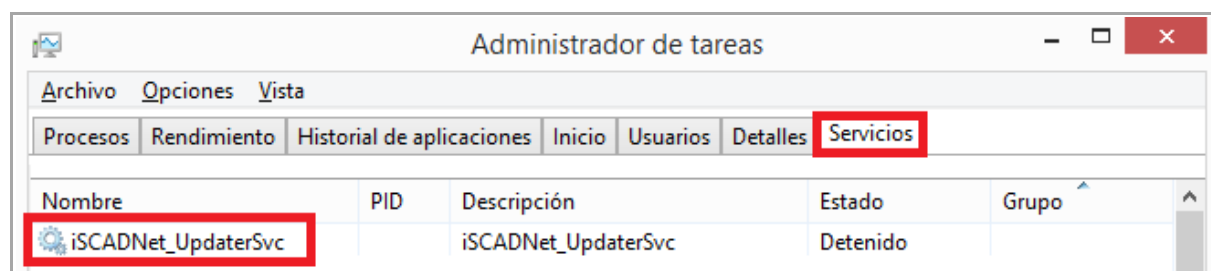 Administrador de tareas
Archivo Opciones Vista
Procesos Rendimiento Historial de aplicaciones Inicio Usuarios Detalles Servicios
Nombre PID Descripción Estado Grupo
iSCADNet_UpdaterSvc iSCADNet_UpdaterSvc Detenido